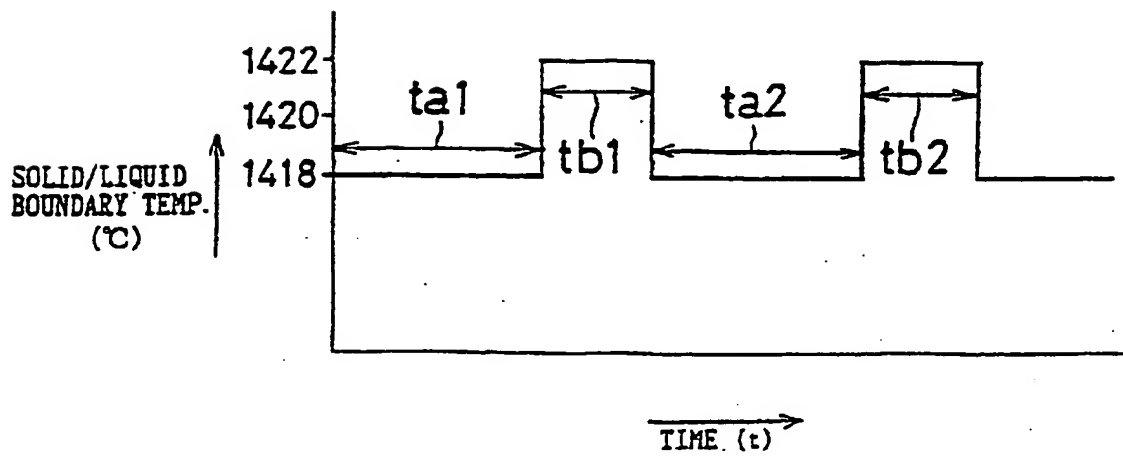 1422
1420
1418
ta1
tb1
ta2
tb2
SOLID/LIQUID
BOUNDARY TEMP.
(℃)
TIME. (t)